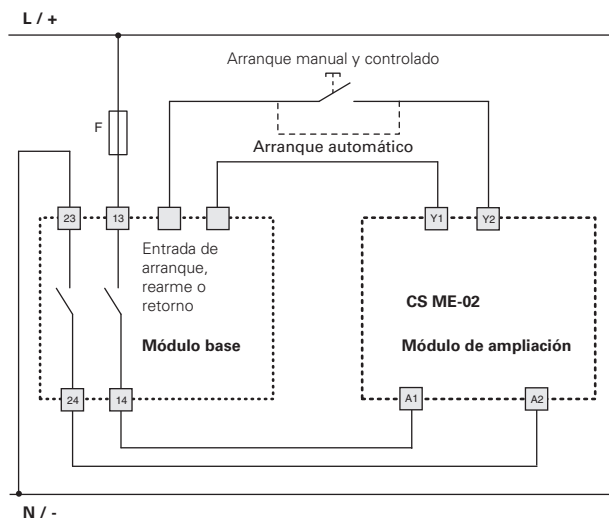 L / +
Arranque manual y controlado
F
Arranque automático
23
13
Y1
Y2
Entrada de
arranque,
rearme o
retorno
CS ME-02
Módulo base
Módulo de ampliación
24
14
A1
A2
N / -